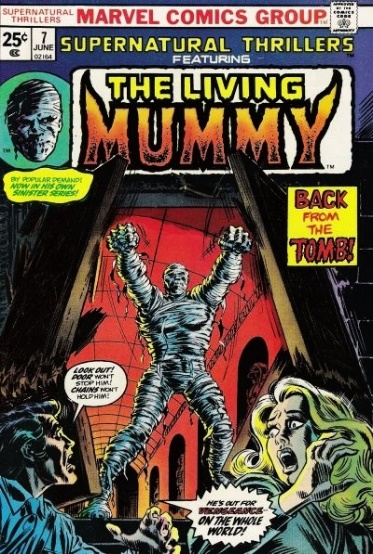 SUPERNATURAL
THRILLERS
MARVEL COMICS GROUP
APPROVED
BY THE
COMICS
CODE
AUTHORITY
25¢
7
JUNE
02164
CC
SUPERNATURAL THRILLERS
FEATURING
THE LIVING
MUMMY
TM
TM
BY POPULAR DEMAND!
NOW IN HIS OWN
SINISTER SERIES!
BACK
FROM
THE
TOMB!
LOOK OUT!
DOOR WON'T
STOP HIM!
CHAINS WON'T
HOLD HIM!
HE'S OUT FOR
VENGEANCE
ON THE WHOLE
WORLD!